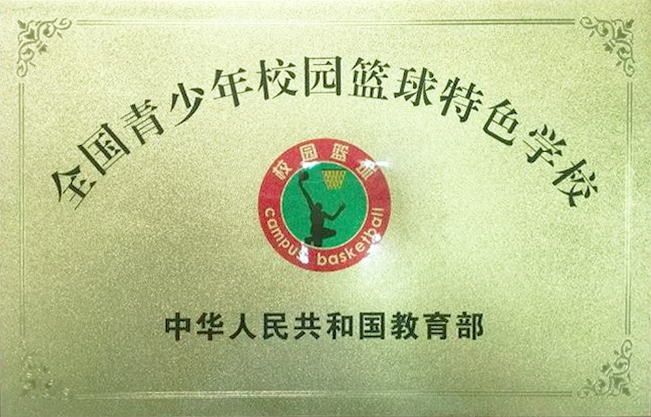 全国青少年校园篮球特色学校
校园篮球
campus basketball
中华人民共和国教育部